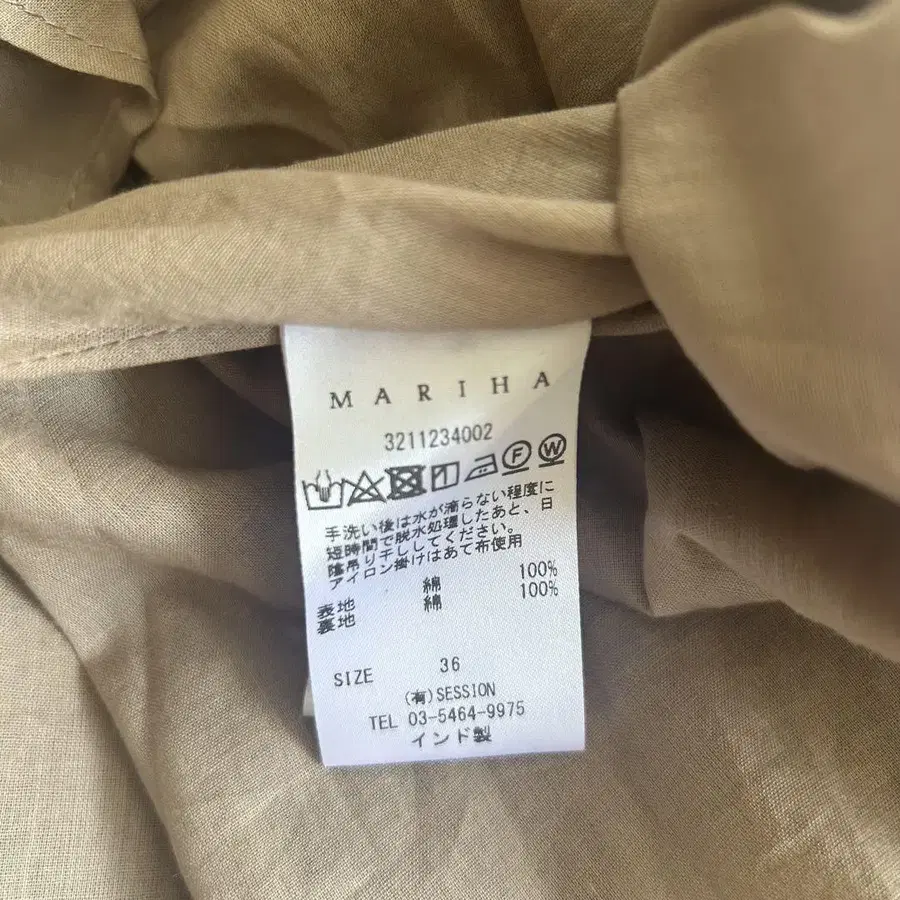 MARIHA
3211234002
F W
手洗い後は水が滴らない程度に
短時間で脱水処理したあと、日
陰吊り干ししてください。
アイロン掛けはあて布使用
表地 綿 100%
裏地 綿 100%
SIZE 36
(有)SESSION
TEL 03-5464-9975
インド製